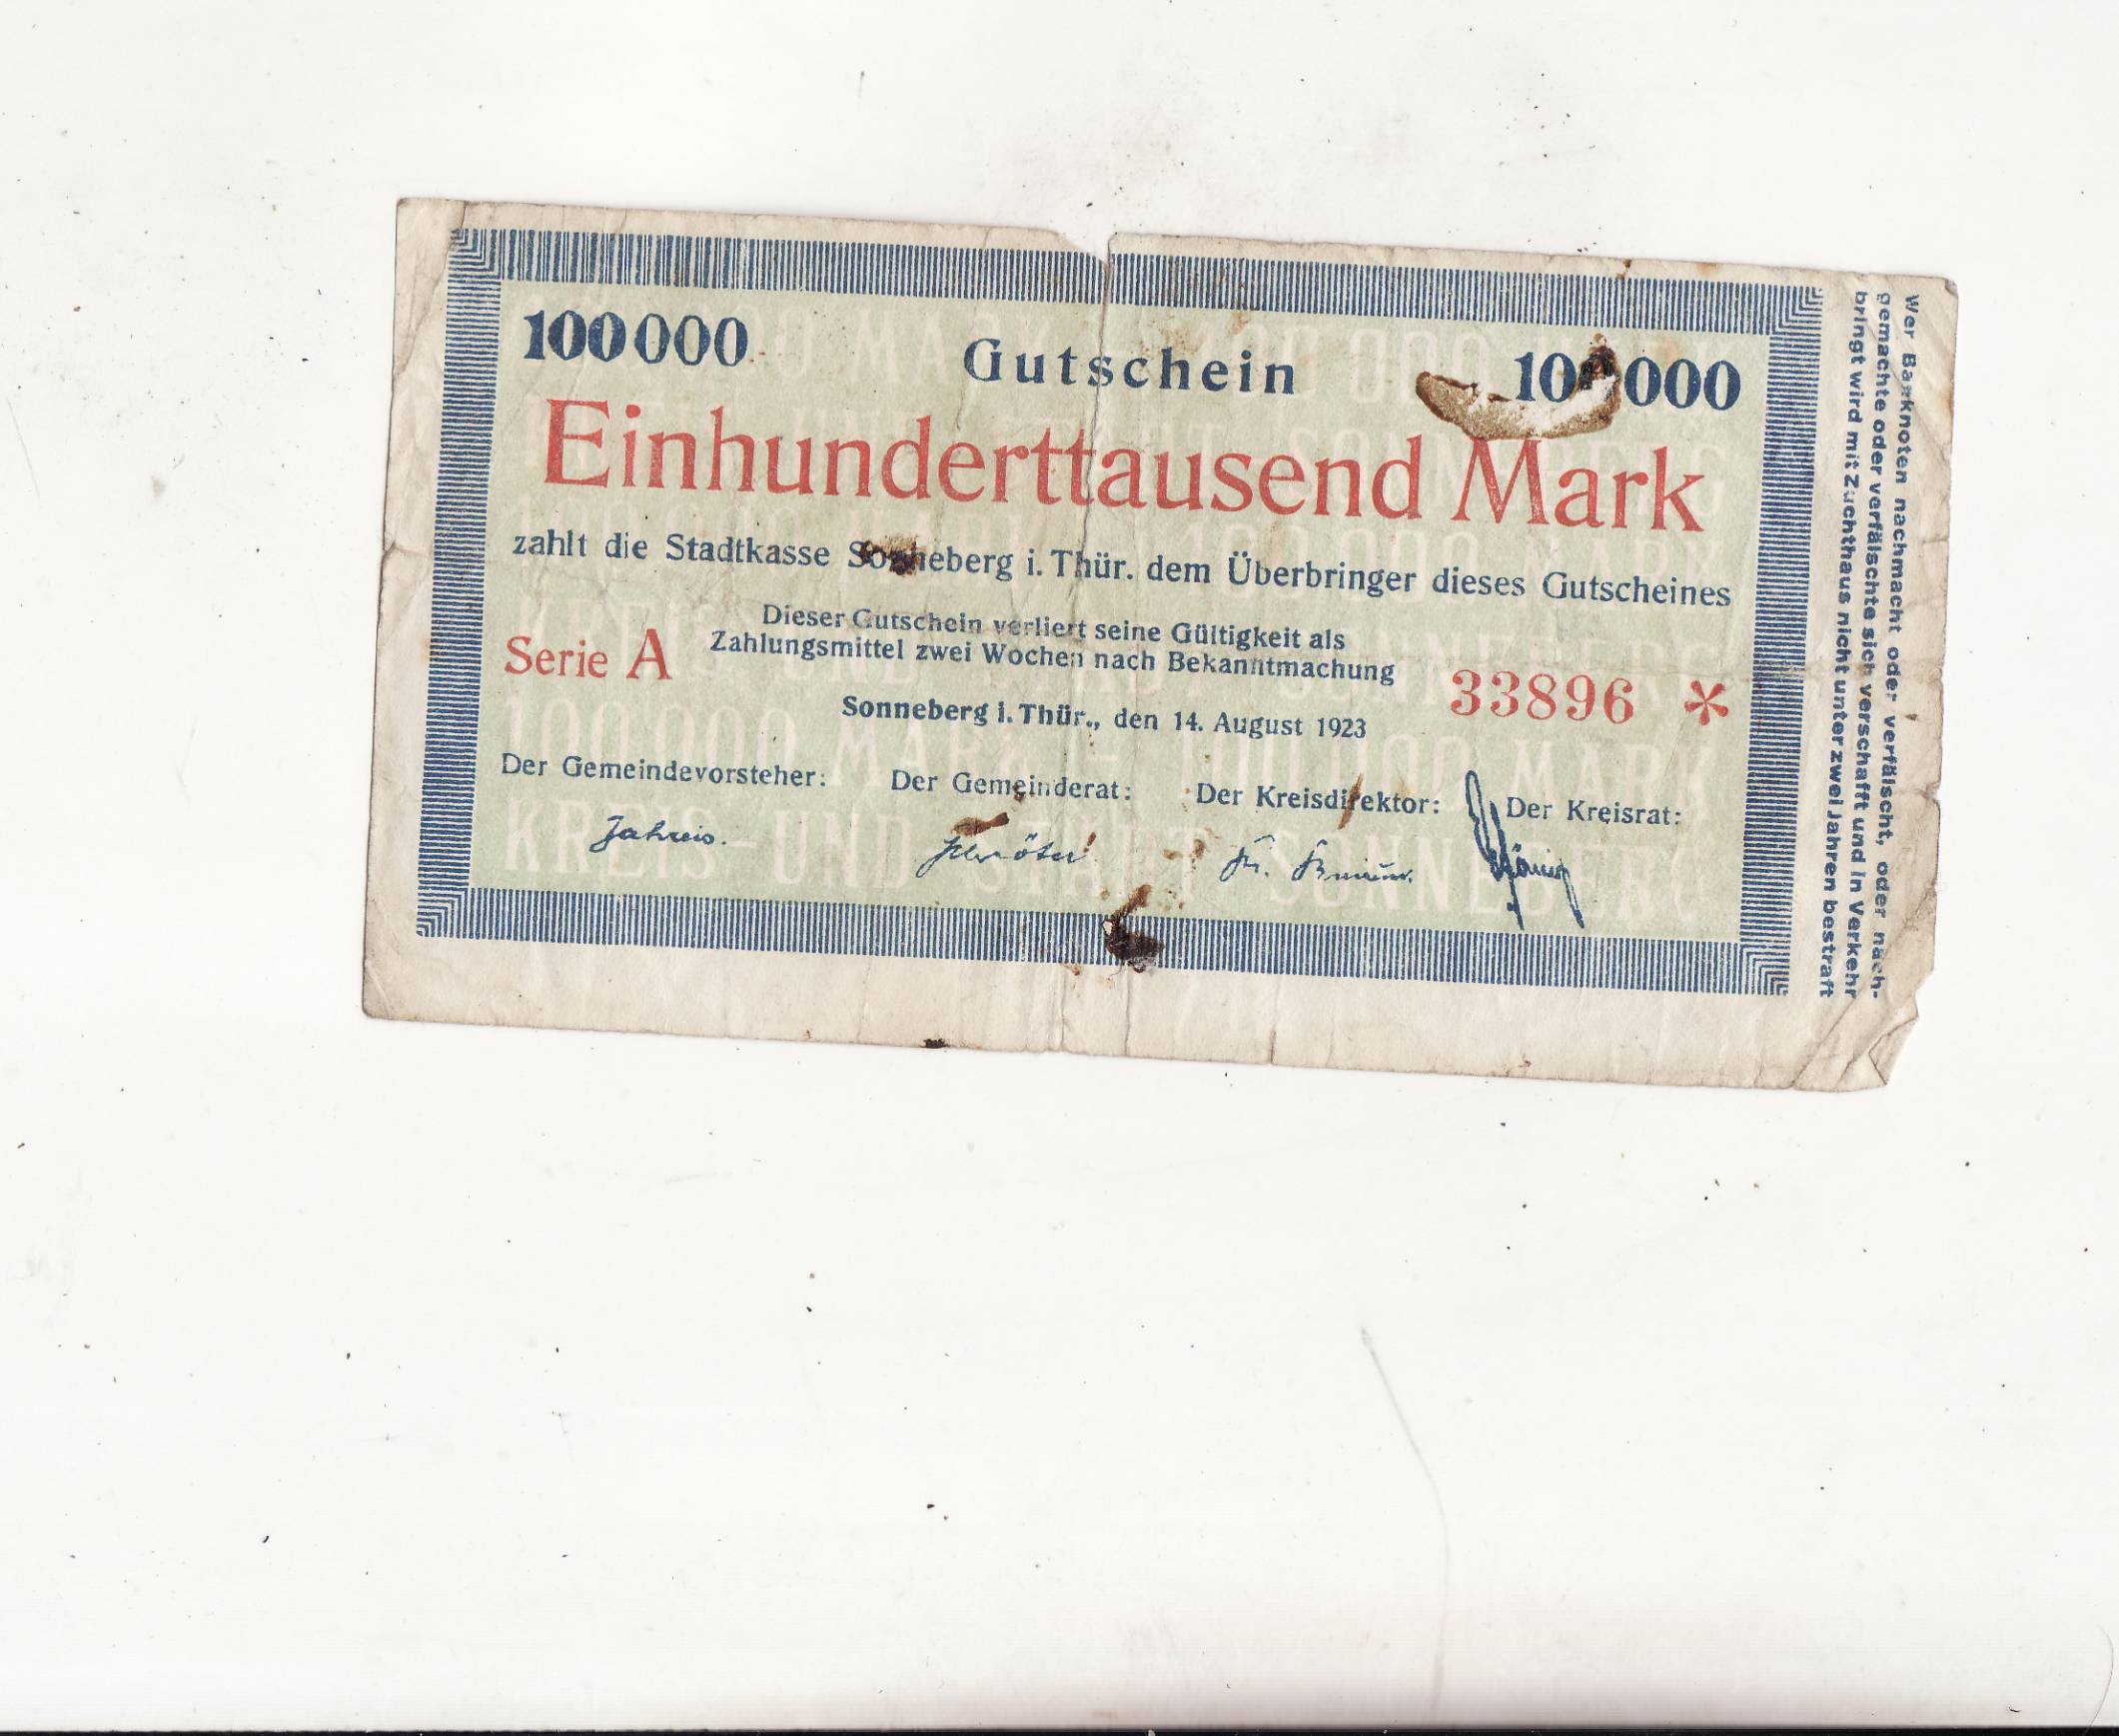 100000 Gutschein 100000
Einhunderttausend Mark
zahlt die Stadtkasse Sonneberg i. Thür. dem Überbringer dieses Gutscheines
Dieser Gutschein verliert seine Gültigkeit als
Zahlungsmittel zwei Wochen nach Bekanntmachung
Serie A
33896 *
Sonneberg i. Thür., den 14. August 1923
Der Gemeindevorsteher: Der Gemeinderat: Der Kreisdirektor: Der Kreisrat:
Jahreis.
Wer Banknoten nachmacht oder verfälscht, oder nach-
gemachte oder verfälschte sich verschafft und in Verkehr
bringt wird mit Zuchthaus nicht unter zwei Jahren bestraft